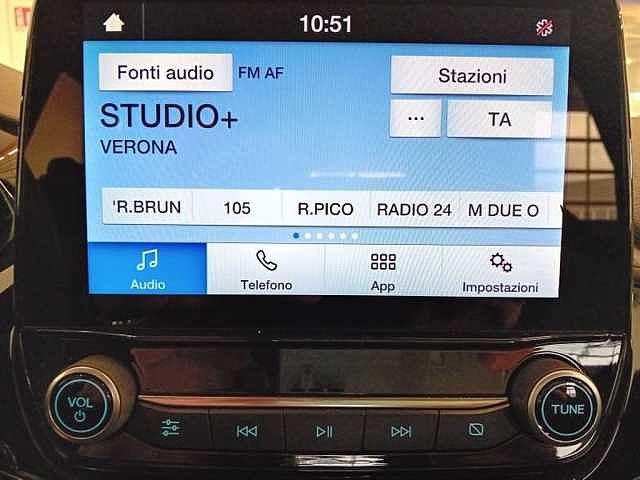 10:51
Fonti audio FM AF Stazioni
STUDIO+ ... TA
VERONA
'R.BRUN 105 R.PICO RADIO 24 M DUE O
Audio Telefono App Impostazioni
VOL TUNE